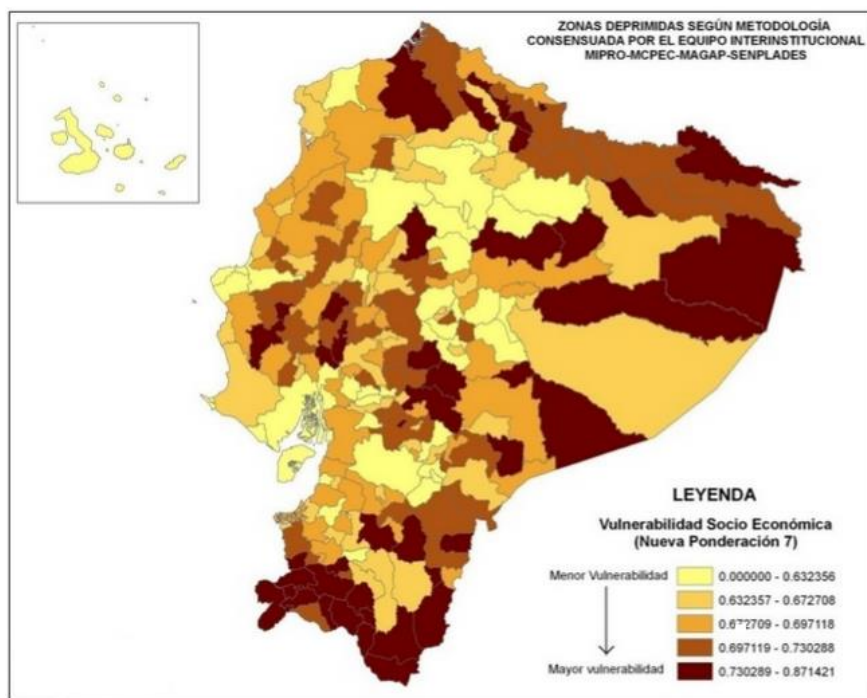 ZONAS DEPRIMIDAS SEGÚN METODOLOGÍA
CONSENSUADA POR EL EQUIPO INTERINSTITUCIONAL
MIPRO-MCPEC-MAGAP-SENPLADES
LEYENDA
Vulnerabilidad Socio Económica
(Nueva Ponderación 7)
Menor Vulnerabilidad
0.000000 - 0.632356
0.632357 - 0.672708
0.672709 - 0.697118
0.697119 - 0.730288
Mayor vulnerabilidad
0.730289 - 0.871421